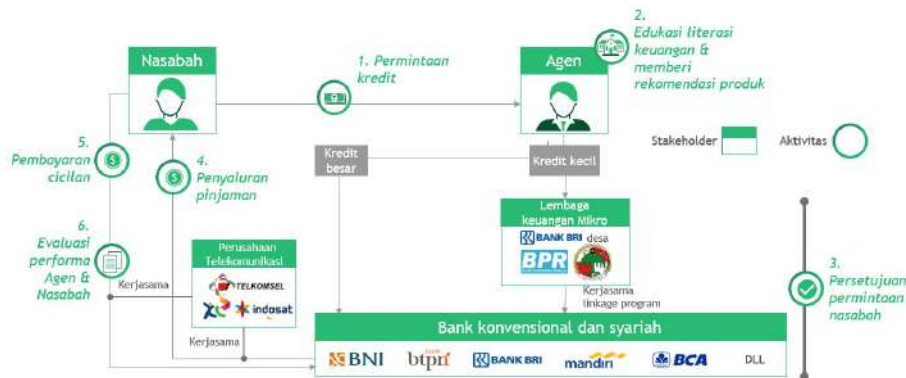 2.
Edukasi literasi
keuangan &
memberi
rekomendasi produk
Nasabah
1. Permintaan
kredit
Agen
Stakeholder
Aktivitas
5.
Pembayaran
cicilan
4.
Penyaluran
pinjaman
Kredit
besar
Kredit kecil
6.
Evaluasi
performa
Agen &
Nasabah
Perusahaan
Telekomunikasi
TELKOMSEL
XL
indosat
Kerjasama
Kerjasama
Lembaga
keuangan Mikro
BANK BRI desa
BPR
Kerjasama
linkage program
3.
Persetujuan
permintaan
nasabah
Bank konvensional dan syariah
BNI
btpn
BANK BRI
mandiri
BCA
DLL